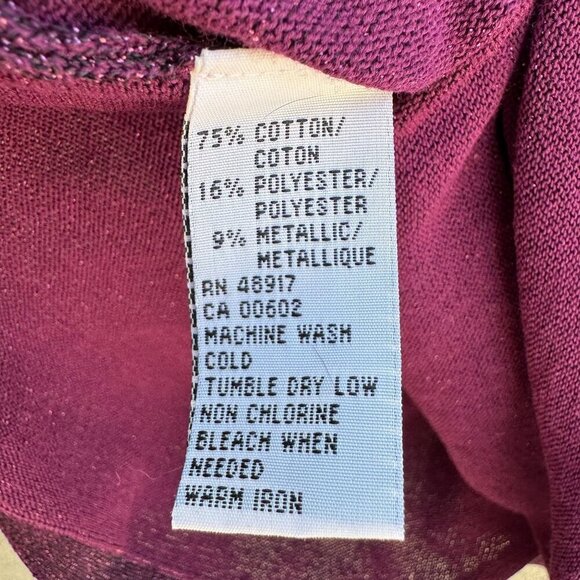 75% COTTON/
COTON
16% POLYESTER/
POLYESTER
9% METALLIC/
METALLIQUE
RN 48917
CA 00602
MACHINE WASH
COLD
TUMBLE DRY LOW
NON CHLORINE
BLEACH WHEN
NEEDED
WARM IRON